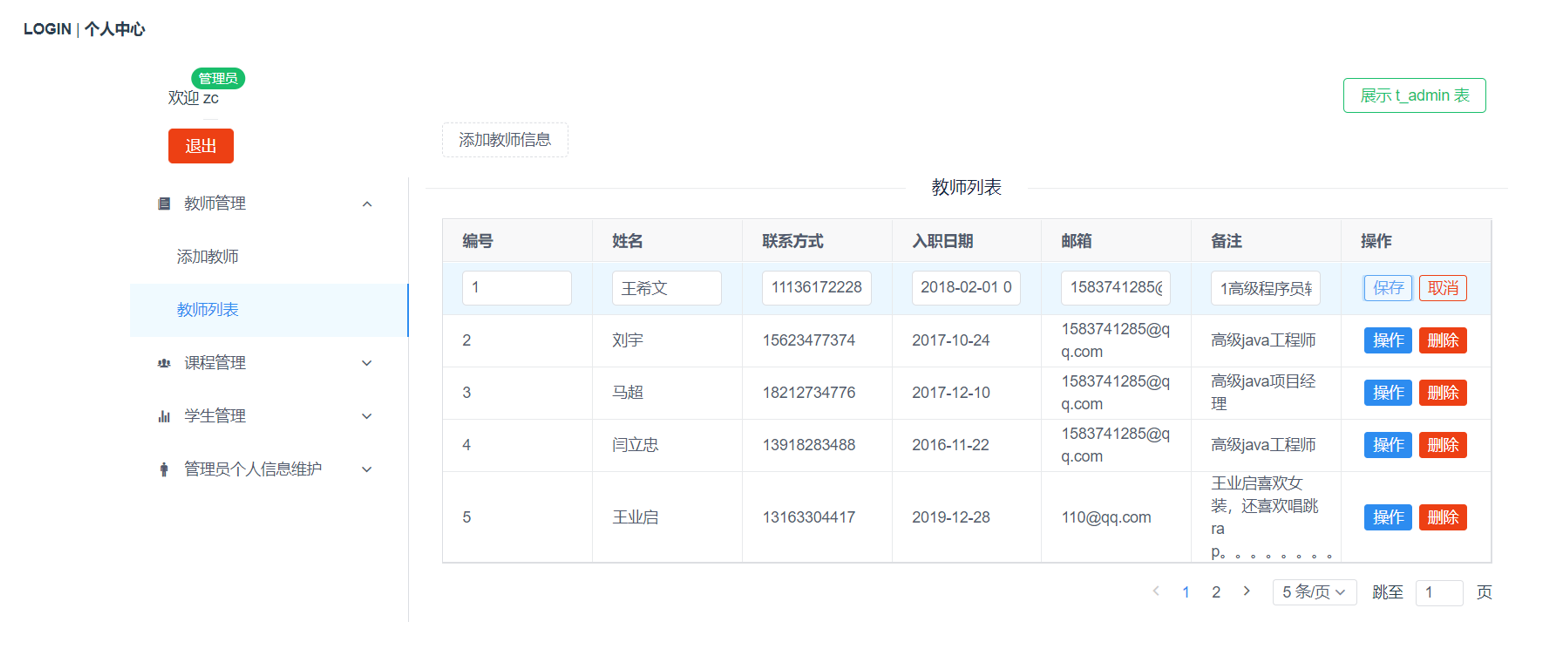 LOGIN | 个人中心
管理员
欢迎 zc
展示 t_admin 表
退出
添加教师信息
教师管理
添加教师
教师列表
课程管理
学生管理
管理员个人信息维护
教师列表
编号 姓名 联系方式 入职日期 邮箱 备注 操作
1 王希文 11136172228 2018-02-01 0 1583741285@ 1高级程序员转 保存 取消
2 刘宇 15623477374 2017-10-24 1583741285@q
q.com 高级java工程师 操作 删除
3 马超 18212734776 2017-12-10 1583741285@q
q.com 高级java项目经
理 操作 删除
4 闫立忠 13918283488 2016-11-22 1583741285@q
q.com 高级java工程师 操作 删除
5 王业启 13163304417 2019-12-28 110@qq.com 王业启喜欢女
装，还喜欢唱跳
ra
p。。。。。。。。 操作 删除
1 2 5 条/页 跳至 1 页